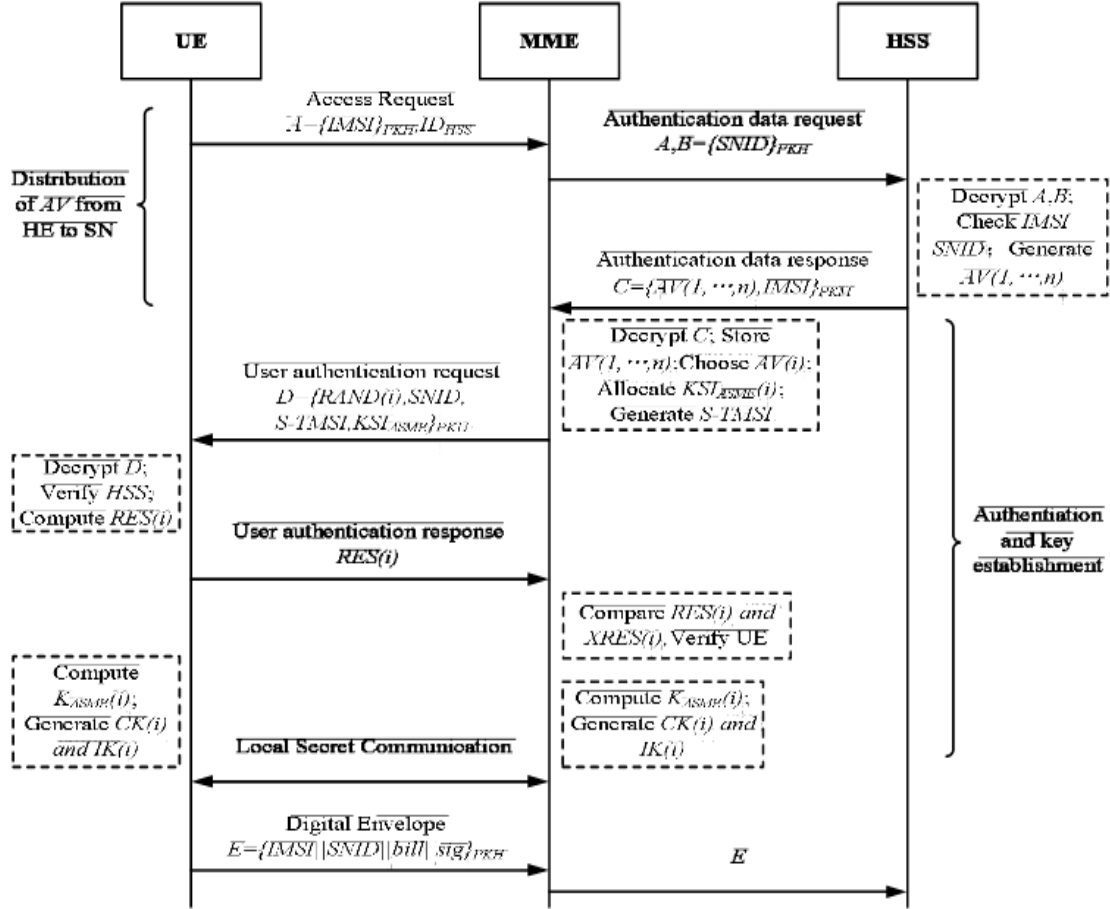 UE
MME
HSS
Access Request
A={IMSI}PKH,IDHSS
Authentication data request
A,B={SNID}PKH
Distribution
of AV from
HE to SN
Decrypt A,B;
Check IMSI
SNID; Generate
AV(1, ···,n)
Authentication data response
C={AV(1, ···,n),IMSI}
Decrypt C; Store
AV(1, ···,n);Choose AV(i);
Allocate KSIASME(i);
Generate S-TMSI
User authentication request
D={RAND(i),SNID,
S-TMSI,KSIASME}PKU
Decrypt D;
Verify HSS;
Compute RES(i)
User authentication response
RES(i)
Authentiation
and key
establishment
Compare RES(i) and
XRES(i),Verify UE
Compute
KASME(i);
Generate CK(i)
and IK(i)
Compute KASME(i);
Generate CK(i) and
IK(i)
Local Secret Communication
Digital Envelope
E={IMSI||SNID||bill| sig}PKH
E